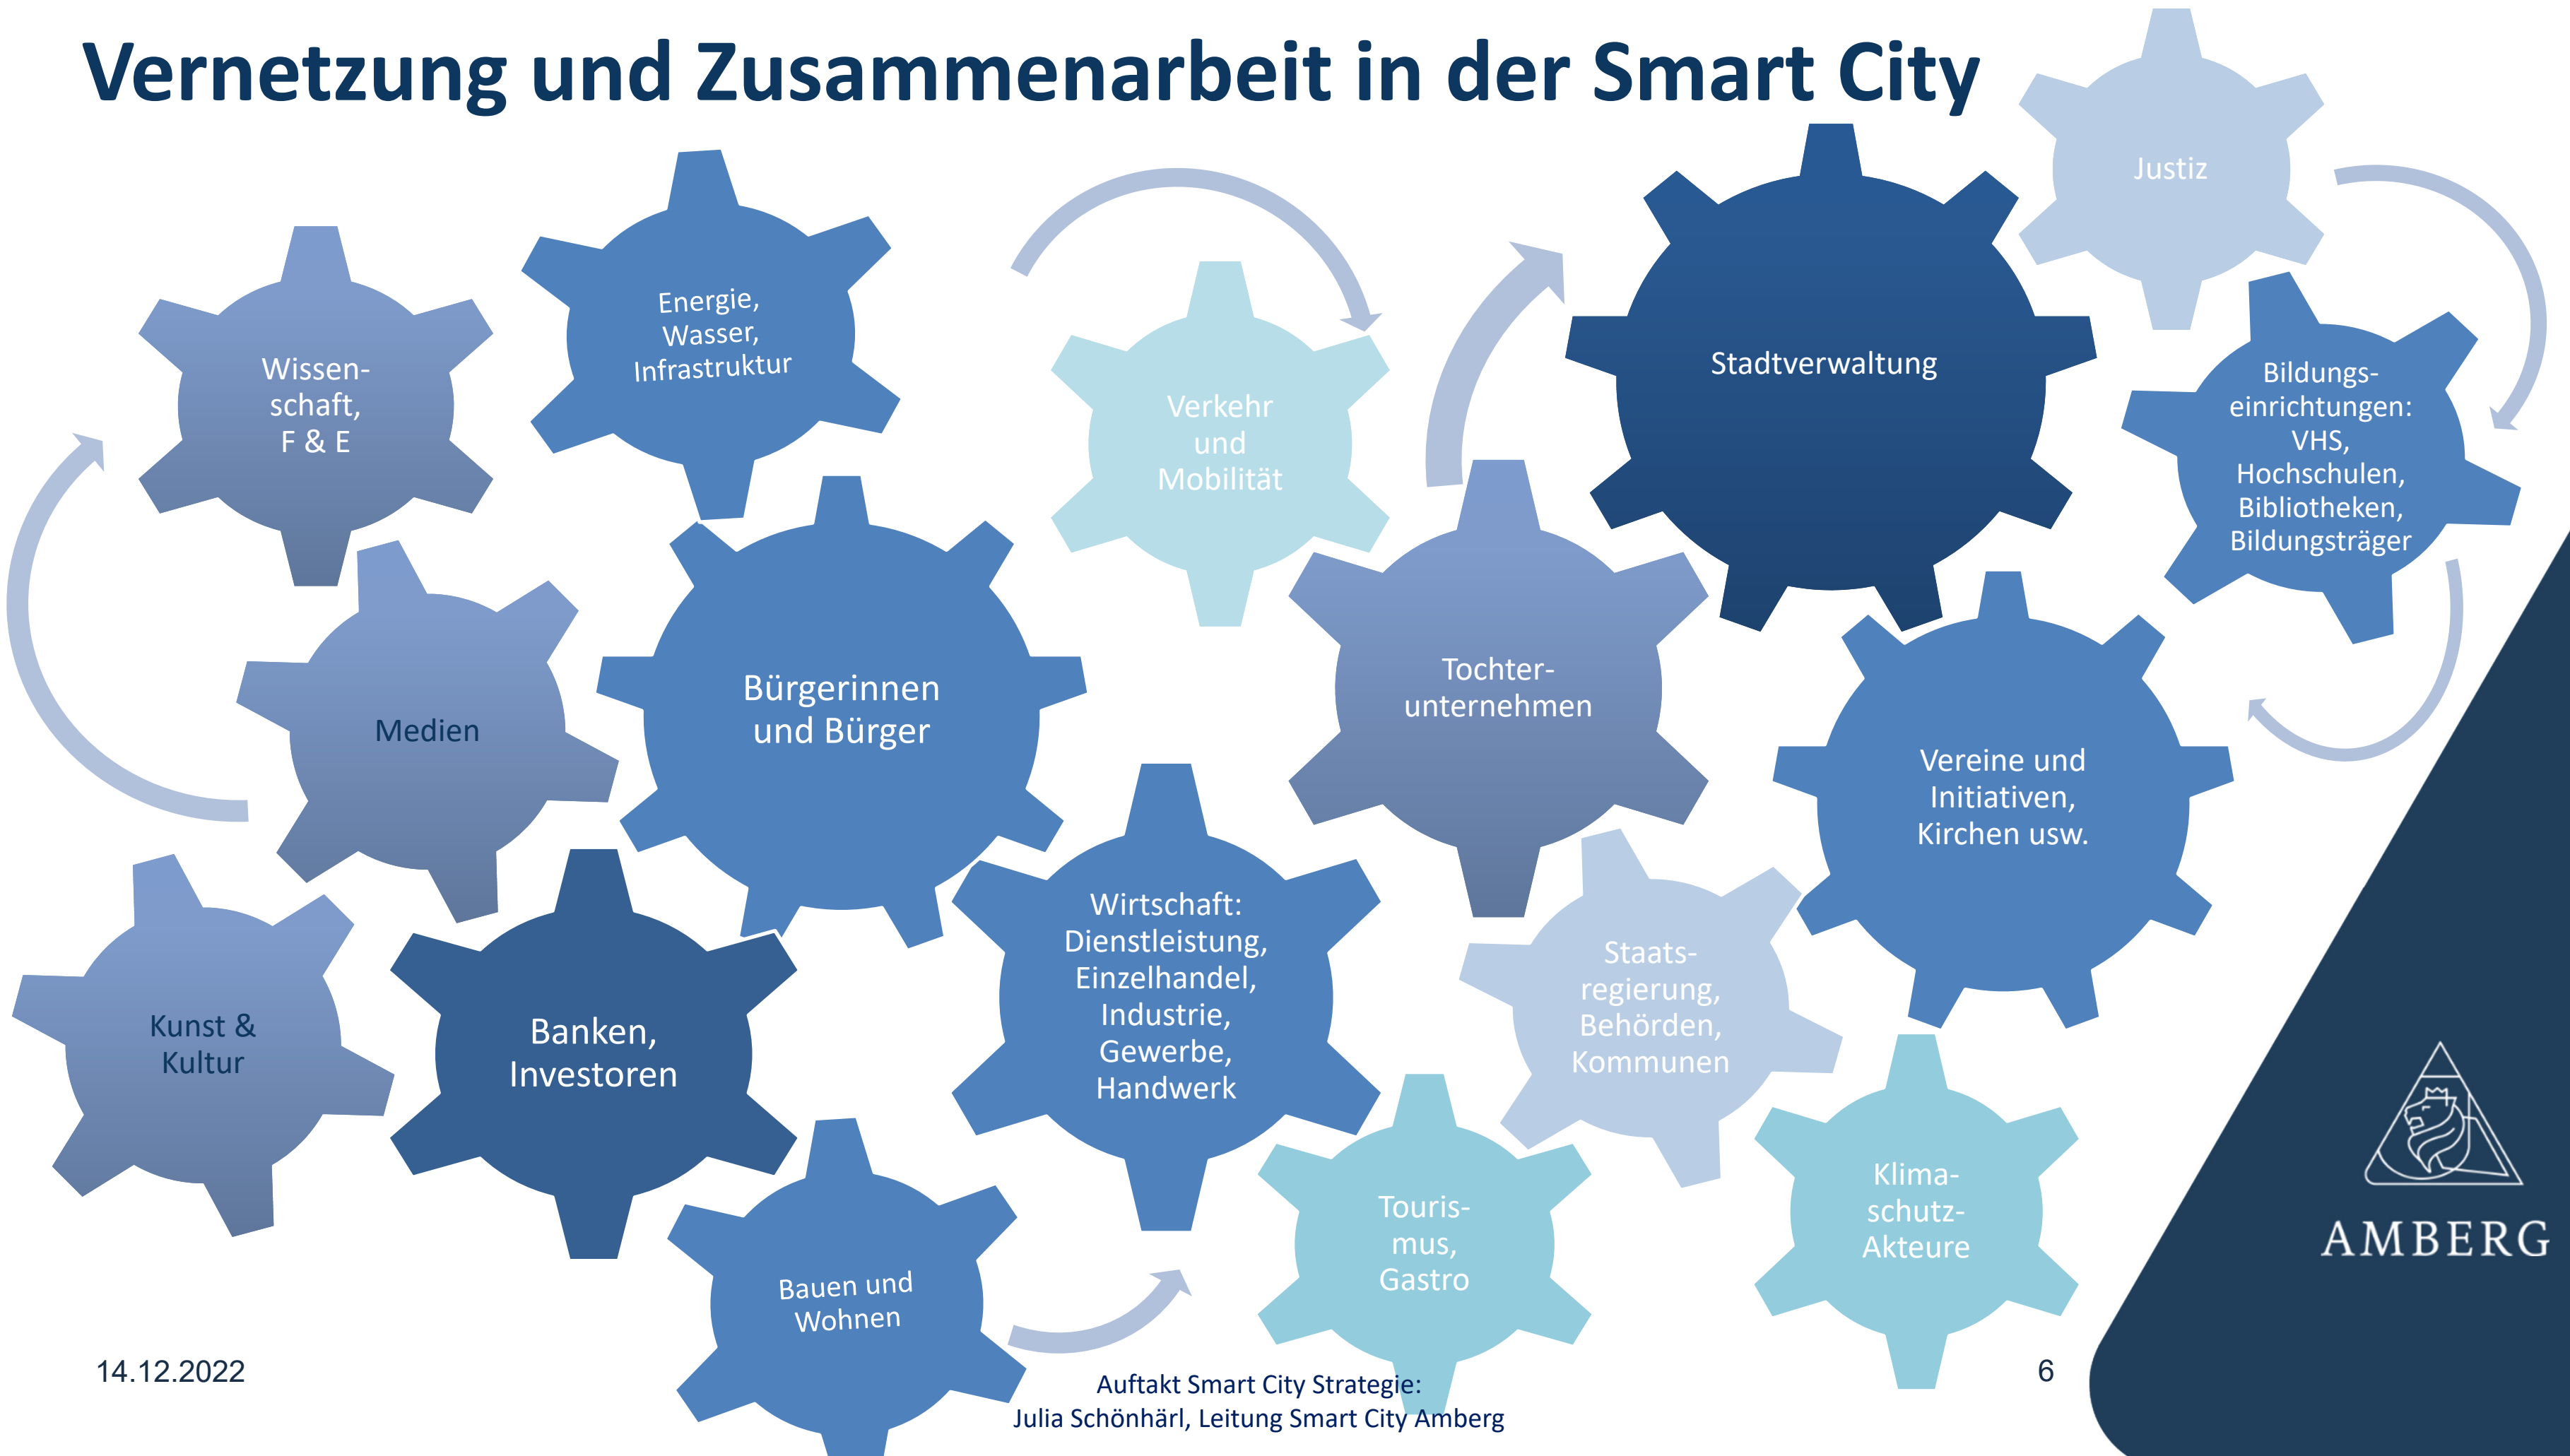 Vernetzung und Zusammenarbeit in der Smart City
Justiz
Energie,
Wasser,
Infrastruktur
Wissen-
schaft,
F & E
Verkehr
und
Mobilität
Stadtverwaltung
Bildungs-
einrichtungen:
VHS,
Hochschulen,
Bibliotheken,
Bildungsträger
Medien
Bürgerinnen
und Bürger
Tochter-
unternehmen
Vereine und
Initiativen,
Kirchen usw.
Kunst &
Kultur
Banken,
Investoren
Wirtschaft:
Dienstleistung,
Einzelhandel,
Industrie,
Gewerbe,
Handwerk
Staats-
regierung,
Behörden,
Kommunen
Bauen und
Wohnen
Touris-
mus,
Gastro
Klima-
schutz-
Akteure
AMBERG
14.12.2022
Auftakt Smart City Strategie:
Julia Schönhärl, Leitung Smart City Amberg
6